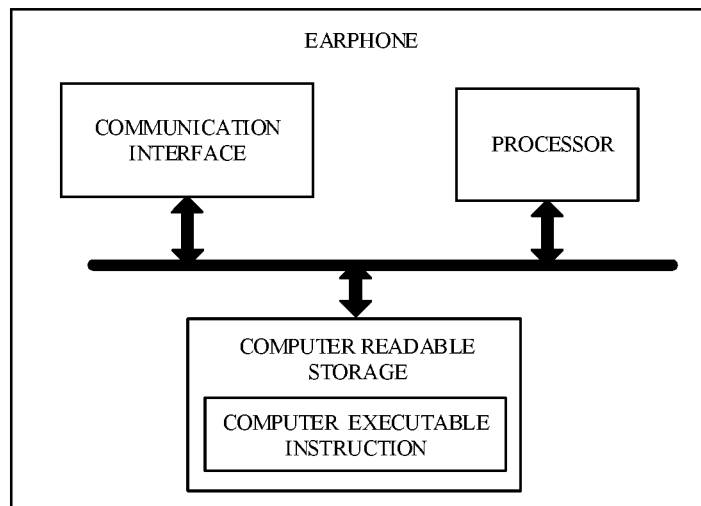 EARPHONE
COMMUNICATION
INTERFACE
PROCESSOR
COMPUTER READABLE
STORAGE
COMPUTER EXECUTABLE
INSTRUCTION